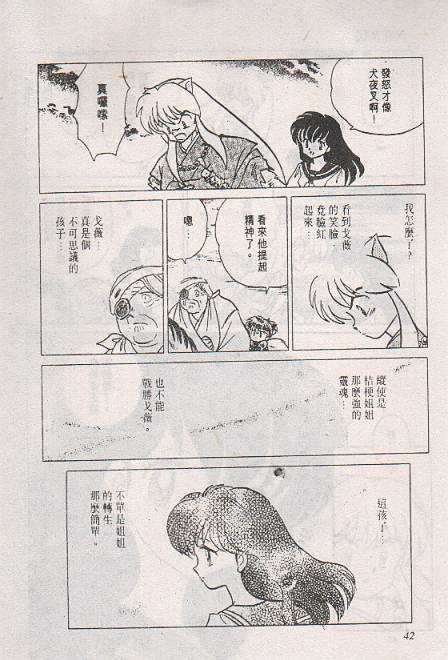 發怒才像
犬夜叉啊！
真囉嗦！
我怎麼了？
看到戈薇
的笑臉
竟臉紅
起來…
看來他提起
精神了。
嗯…
戈薇…
真是個
不可思議的
孩子…
縱使是
桔梗姐姐
那麼強的
靈魂…
也不能
戰勝戈薇。
這孩子…
不單是姐姐
的轉生
那麼簡單。
42